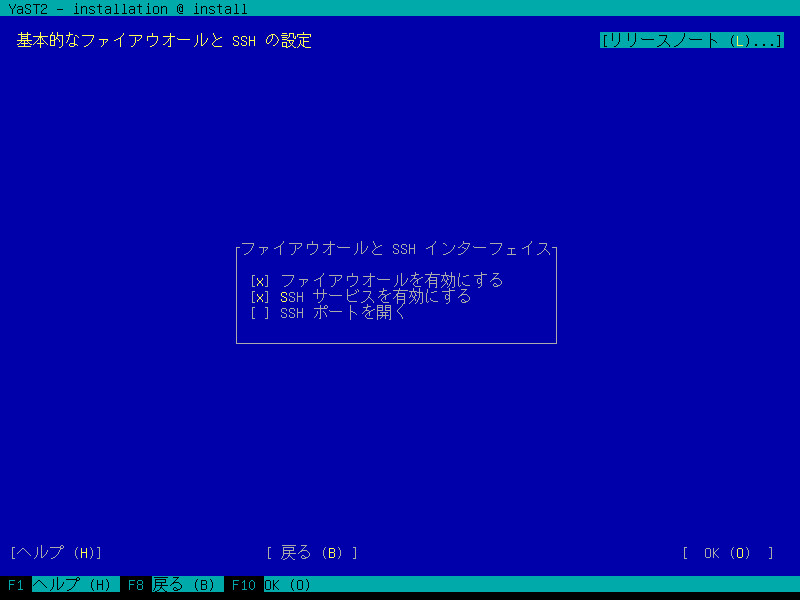 YaST2 - installation @ install
基本的なファイアウオールと SSH の設定 [リリースノート (L)...]
ファイアウオールと SSH インターフェイス
[x] ファイアウオールを有効にする
[x] SSH サービスを有効にする
[ ] SSH ポートを開く
[ヘルプ (H)] [ 戻る (B) ] [ OK (O) ]
F1 ヘルプ (H) F8 戻る (B) F10 OK (O)